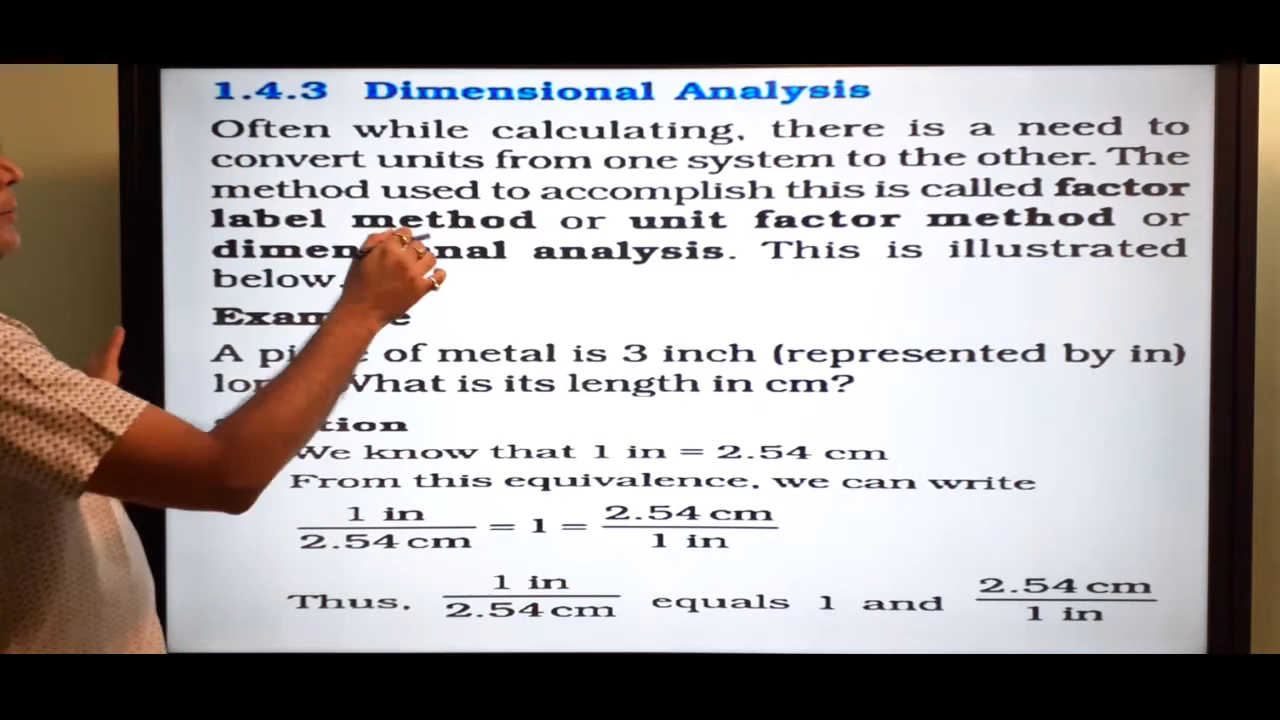 1.4.3 Dimensional Analysis
Often while calculating, there is a need to
convert units from one system to the other. The
method used to accomplish this is called factor
label method or unit factor method or
analysis. This is illustrated
below.
A of metal is 3 inch (represented by in)
What is its length in cm?
We know that 1 in = 2.54 cm
From this equivalence, we can write
1 in / 2.54 cm = 1 = 2.54 cm / 1 in
Thus, 1 in / 2.54 cm equals 1 and 2.54 cm / 1 in